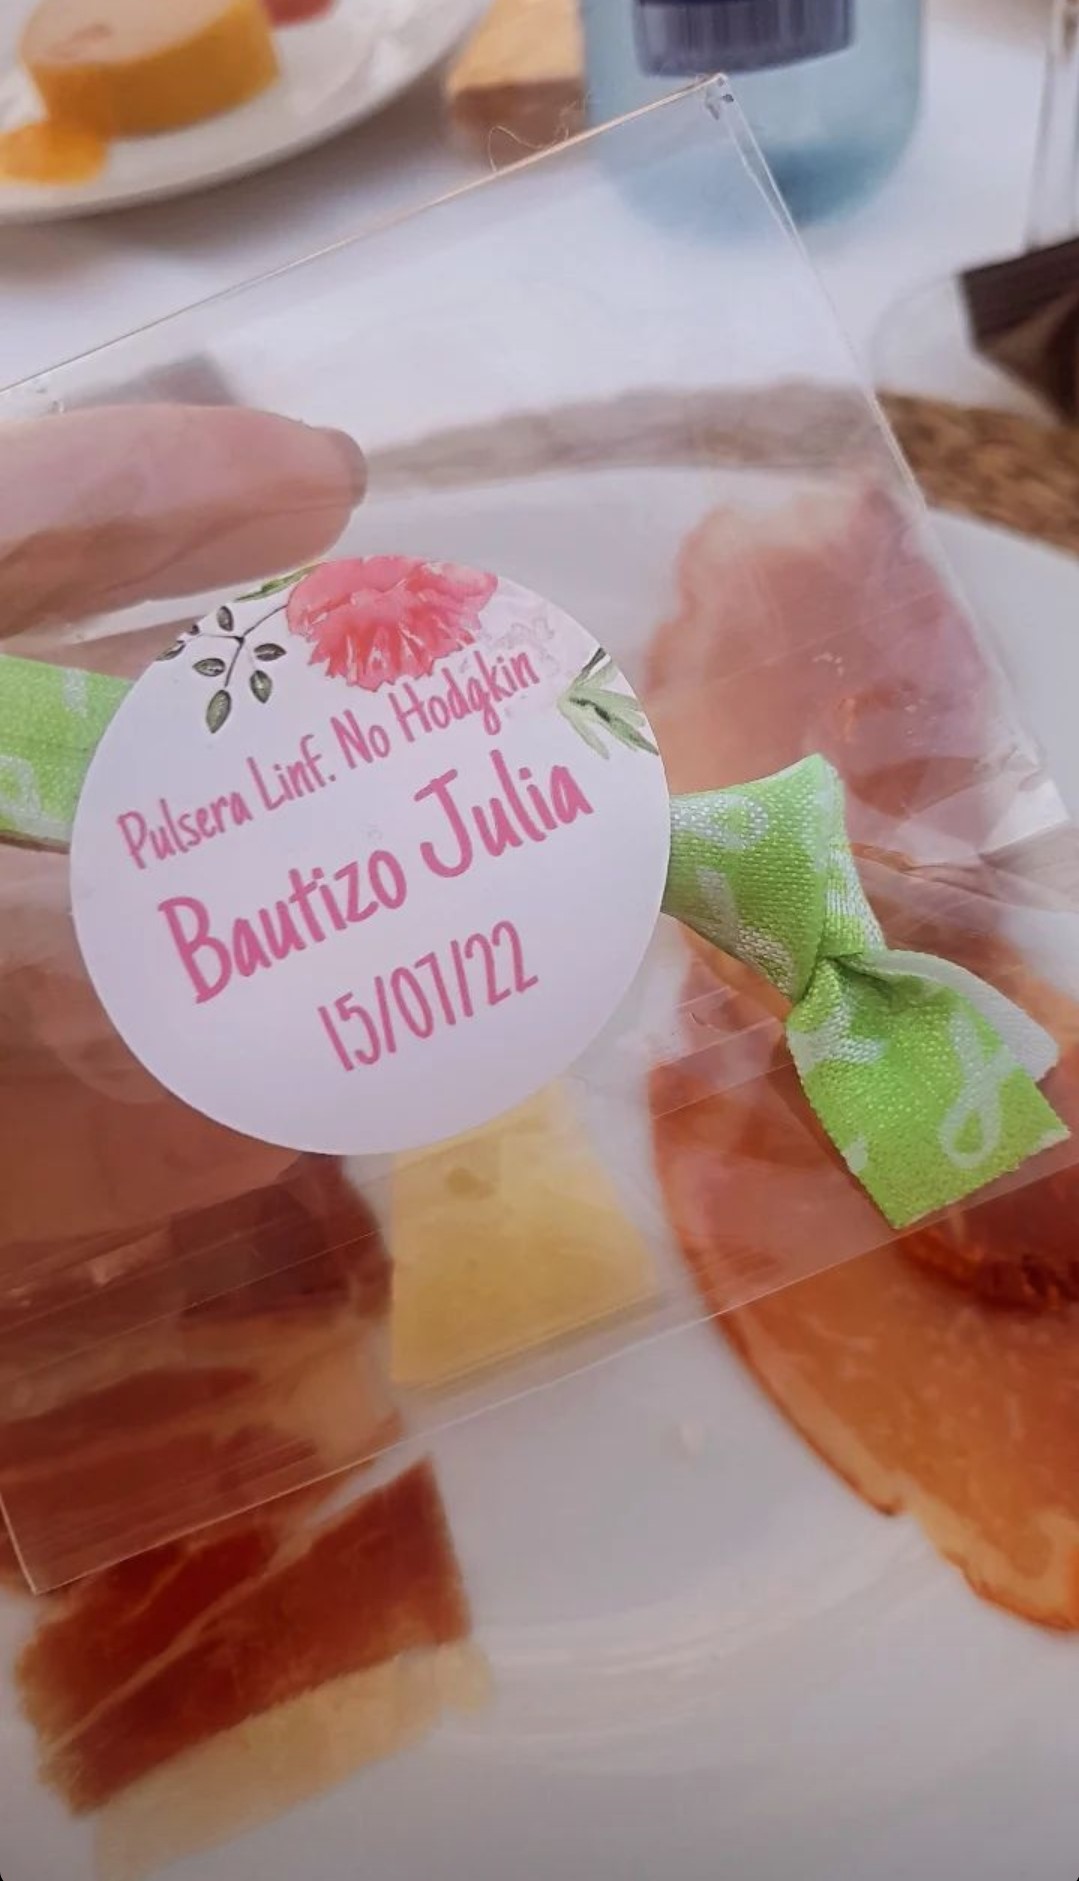 Pulsera Linf. No Hodgkin
Bautizo Julia
15/07/22